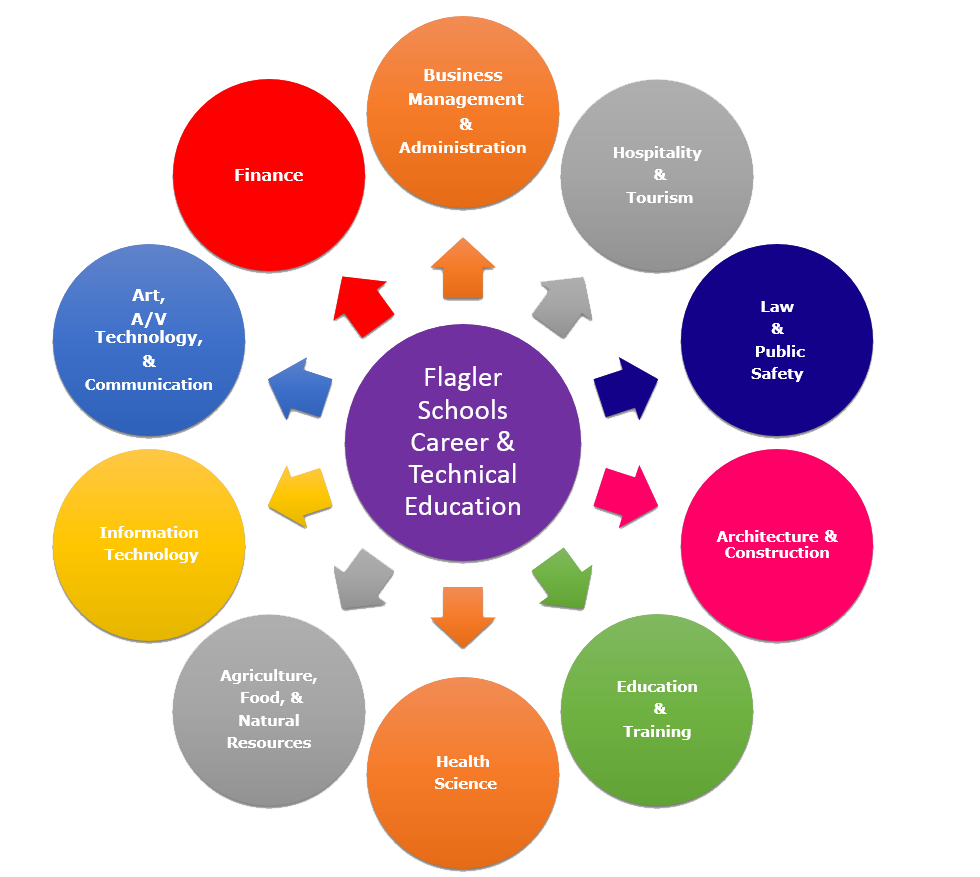 Business
Management
&
Administration
Hospitality
&
Tourism
Law
&
Public
Safety
Architecture &
Construction
Education
&
Training
Health
Science
Agriculture,
Food, &
Natural
Resources
Information
Technology
Art,
A/V
Technology,
&
Communication
Finance
Flagler
Schools
Career &
Technical
Education